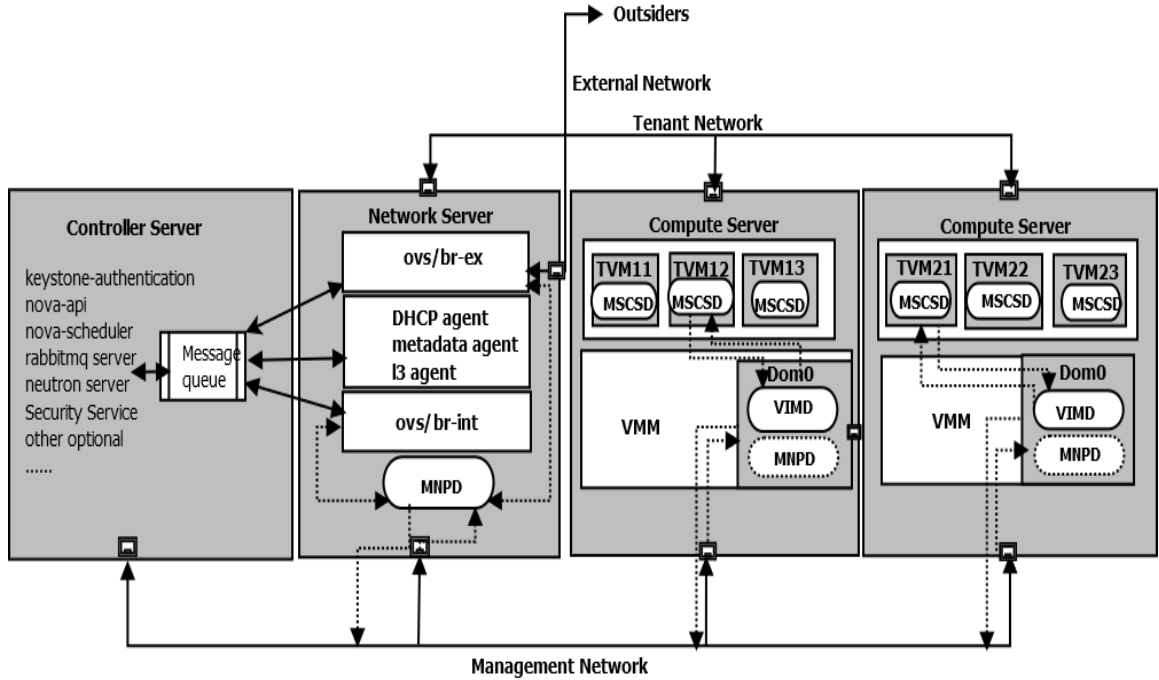 Outsiders
External Network
Tenant Network
Controller Server
keystone-authentication
nova-api
nova-scheduler
rabbitmq server
neutron server
Security Service
other optional
......
Message
queue
Network Server
ovs/br-ex
DHCP agent
metadata agent
l3 agent
ovs/br-int
MNPD
Compute Server
TVM11
TVM12
TVM13
MSCSD
MSCSD
MSCSD
VMM
Dom0
VIMD
MNPD
Compute Server
TVM21
TVM22
TVM23
MSCSD
MSCSD
MSCSD
VMM
Dom0
VIMD
MNPD
Management Network